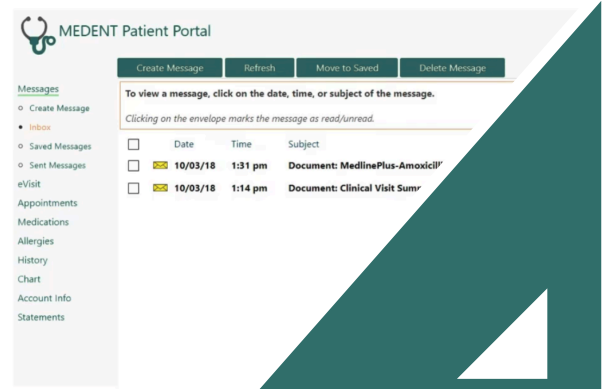 MEDENT Patient Portal
Create Message Refresh Move to Saved Delete Message
Messages
Create Message
Inbox
Saved Messages
Sent Messages
eVisit
Appointments
Medications
Allergies
History
Chart
Account Info
Statements
To view a message, click on the date, time, or subject of the message.
Clicking on the envelope marks the message as read/unread.
Date Time Subject
10/03/18 1:31 pm Document: MedlinePlus-Amoxicill
10/03/18 1:14 pm Document: Clinical Visit Sum